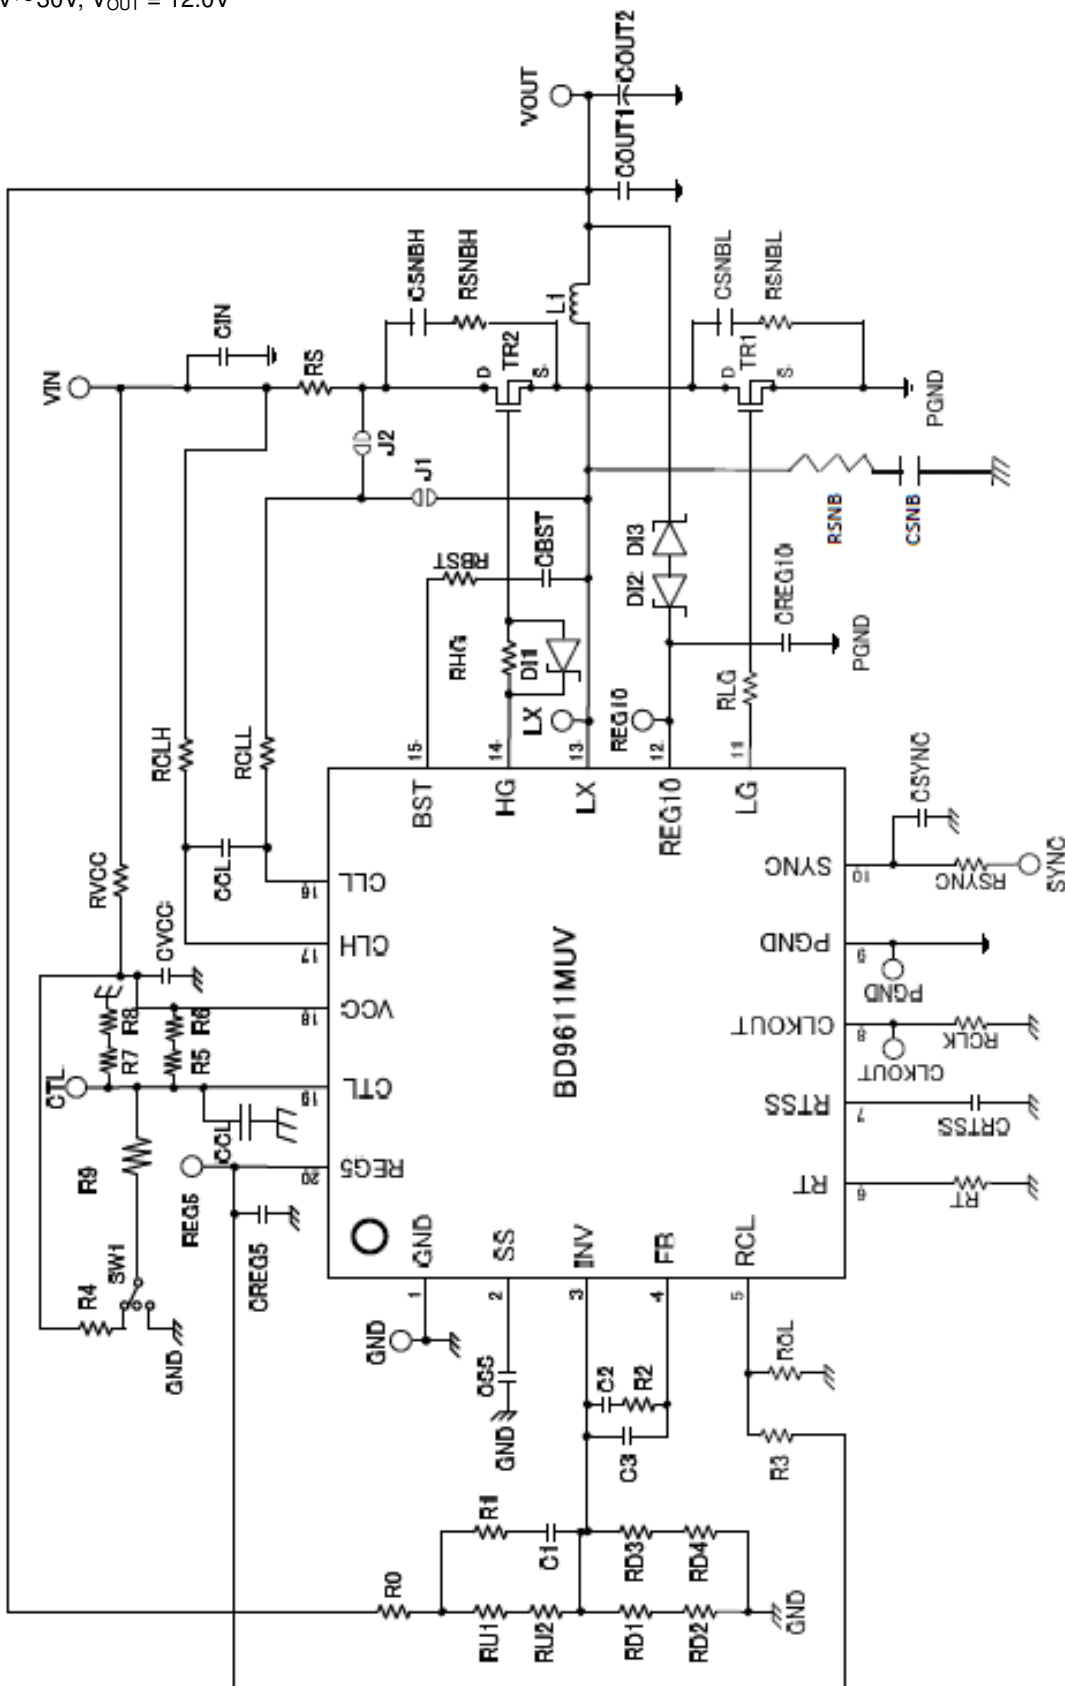 30V, VOUT = 12.0V
COUT2
VOUT
COUT1
VIN
CIN
RS
CSNBH
RSNBH
TR2
D
S
L1
CSNBL
RSNBL
TR1
D
S
PGND
J2
J1
RSNB
CSNB
RBST
CBST
DI3
DI2
CREG10
PGND
RHG
DI1
LX
REG10
RLG
RCLH
RCLL
RVCC
CCL
CVCC
15
14
13
12
11
BST
HG
LX
REG10
LG
CSYNC
SYNC
10
RSYNC
SYNC
CLL
16
CLH
17
VCC
18
CTL
19
REG5
20
BD9611MUV
PGND
9
PGND
CLKOUT
8
RCLK
CLKOUT
RTSS
7
CRTSS
RT
6
RT
R8
R6
R7
R5
CTL
CCL
R9
REG5
SW1
CREG5
R4
GND
GND
SS
INV
FB
RCL
1
2
3
4
5
GND
CSS
GND
C2
R2
C3
RCL
R3
R1
C1
RD3
RD4
R0
RU1
RU2
RD1
RD2
GND